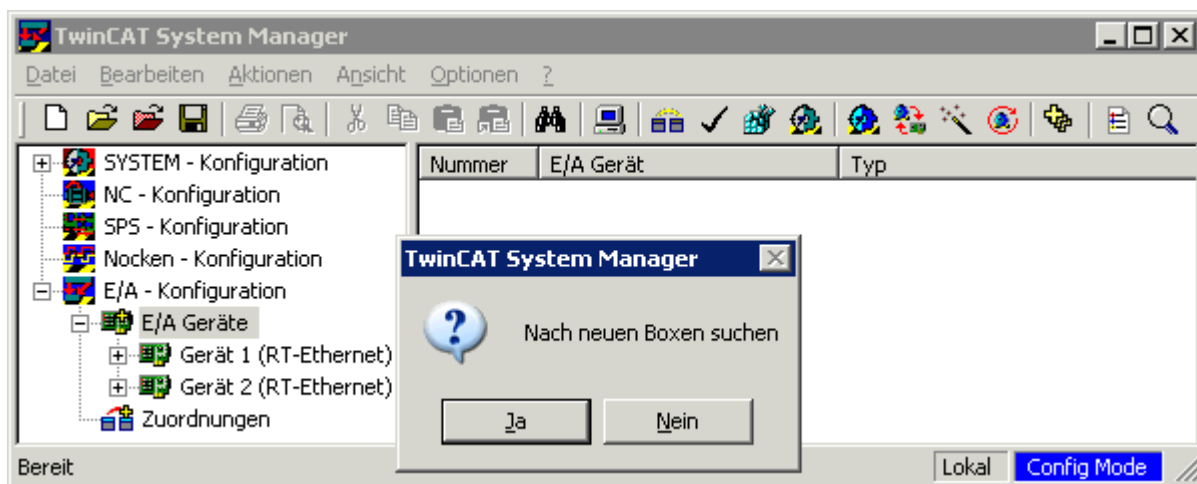 TwinCAT System Manager
Datei Bearbeiten Aktionen Ansicht Optionen ?
SYSTEM - Konfiguration
NC - Konfiguration
SPS - Konfiguration
Nocken - Konfiguration
E/A - Konfiguration
E/A Geräte
Gerät 1 (RT-Ethernet)
Gerät 2 (RT-Ethernet)
Zuordnungen
Nummer E/A Gerät Typ
TwinCAT System Manager
Nach neuen Boxen suchen
Ja Nein
Bereit Lokal Config Mode